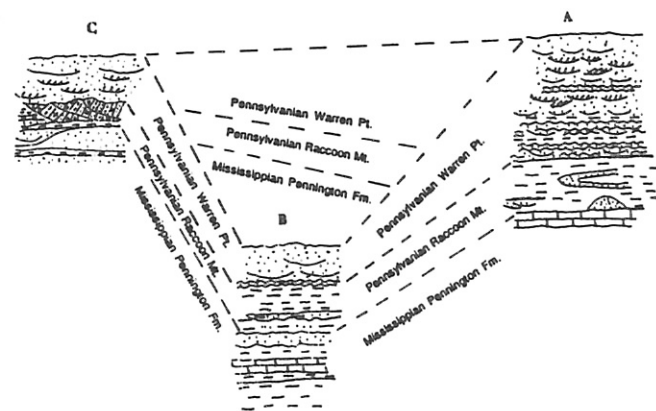 C
A
Pennsylvanian Warren Pt.
Pennsylvanian Raccoon Mt.
Mississippian Pennington Fm.
Pennsylvanian Warren Pt.
Pennsylvanian Raccoon Mt.
Mississippian Pennington Fm.
B
Pennsylvanian Warren Pt.
Pennsylvanian Raccoon Mt.
Mississippian Pennington Fm.